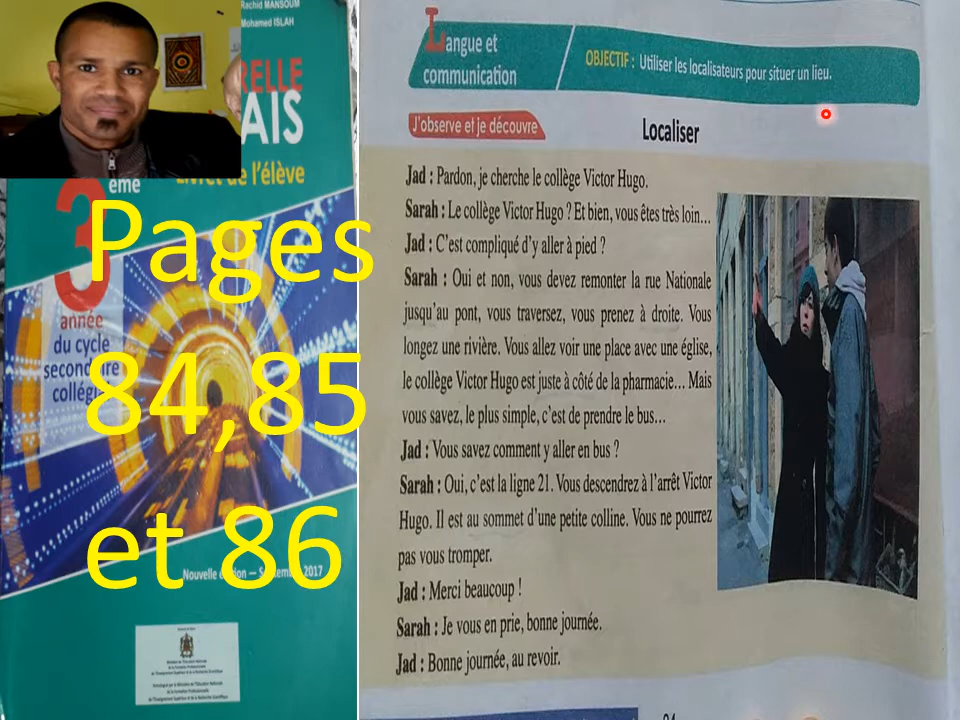 Rachid MANSOUM
Mohamed ISLAH
RELLE
AIS
Livret de l'élève
3 ème
année
du cycle
secondaire
collégial
Pages
84,85
et 86
Nouvelle édition — Septembre 2017
Langue et
communication
OBJECTIF : Utiliser les localisateurs pour situer un lieu.
J'observe et je découvre
Localiser
Jad : Pardon, je cherche le collège Victor Hugo.
Sarah : Le collège Victor Hugo ? Et bien, vous êtes très loin...
Jad : C'est compliqué d'y aller à pied ?
Sarah : Oui et non, vous devez remonter la rue Nationale
jusqu'au pont, vous traversez, vous prenez à droite. Vous
longez une rivière. Vous allez voir une place avec une église,
le collège Victor Hugo est juste à côté de la pharmacie... Mais
vous savez, le plus simple, c'est de prendre le bus...
Jad : Vous savez comment y aller en bus ?
Sarah : Oui, c'est la ligne 21. Vous descendrez à l'arrêt Victor
Hugo. Il est au sommet d'une petite colline. Vous ne pourrez
pas vous tromper.
Jad : Merci beaucoup !
Sarah : Je vous en prie, bonne journée.
Jad : Bonne journée, au revoir.